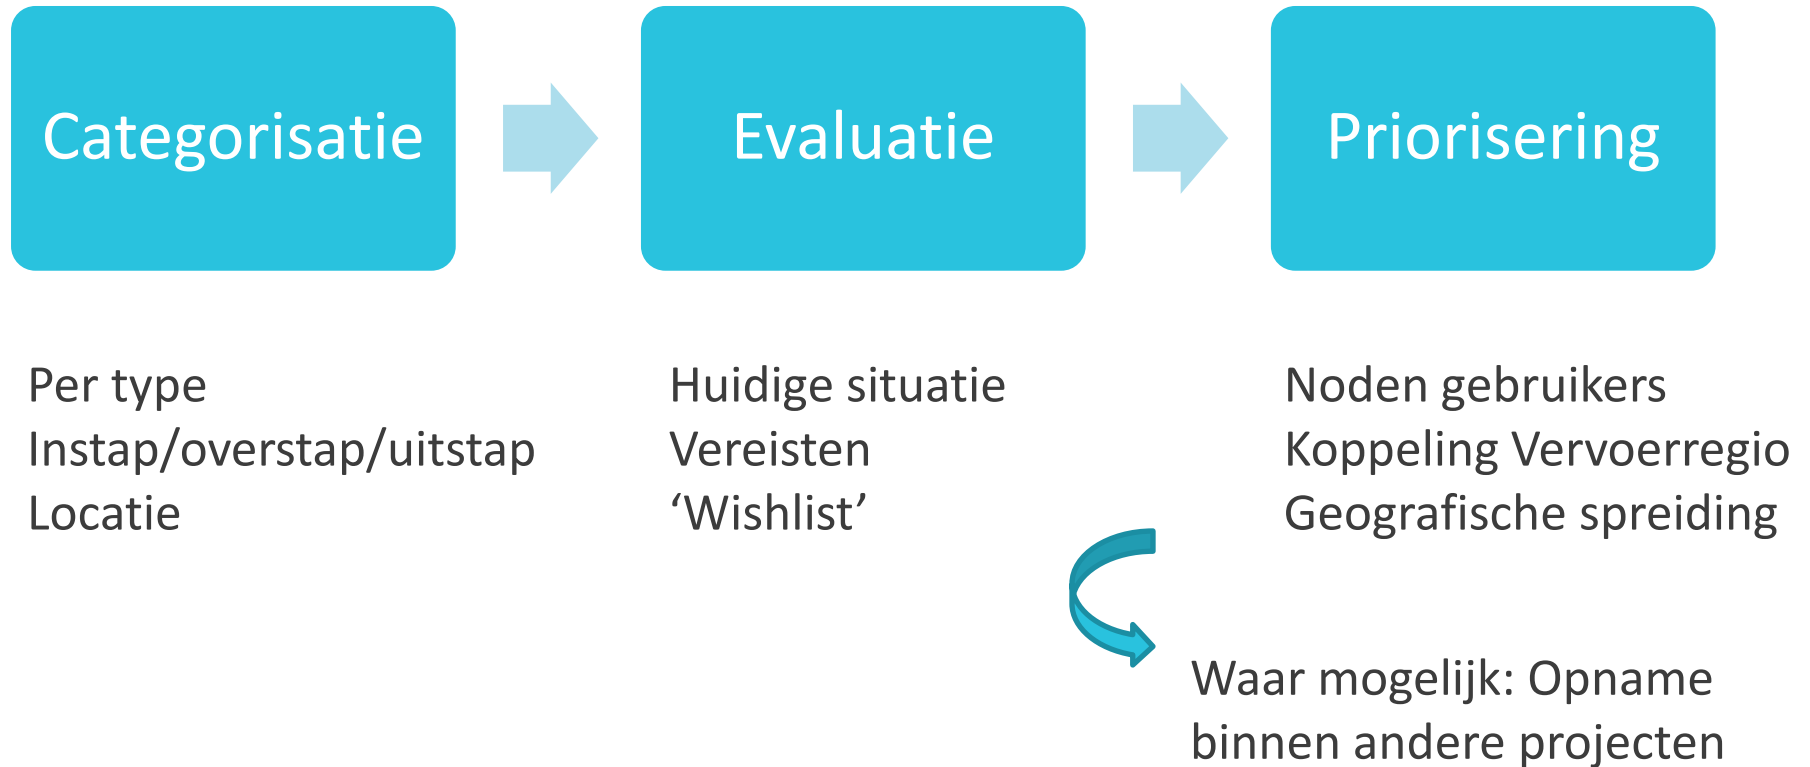 Categorisatie
Evaluatie
Priorisering
Per type
Instap/overstap/uitstap
Locatie
Huidige situatie
Vereisten
‘Wishlist’
Noden gebruikers
Koppeling Vervoerregio
Geografische spreiding
Waar mogelijk: Opname
binnen andere projecten